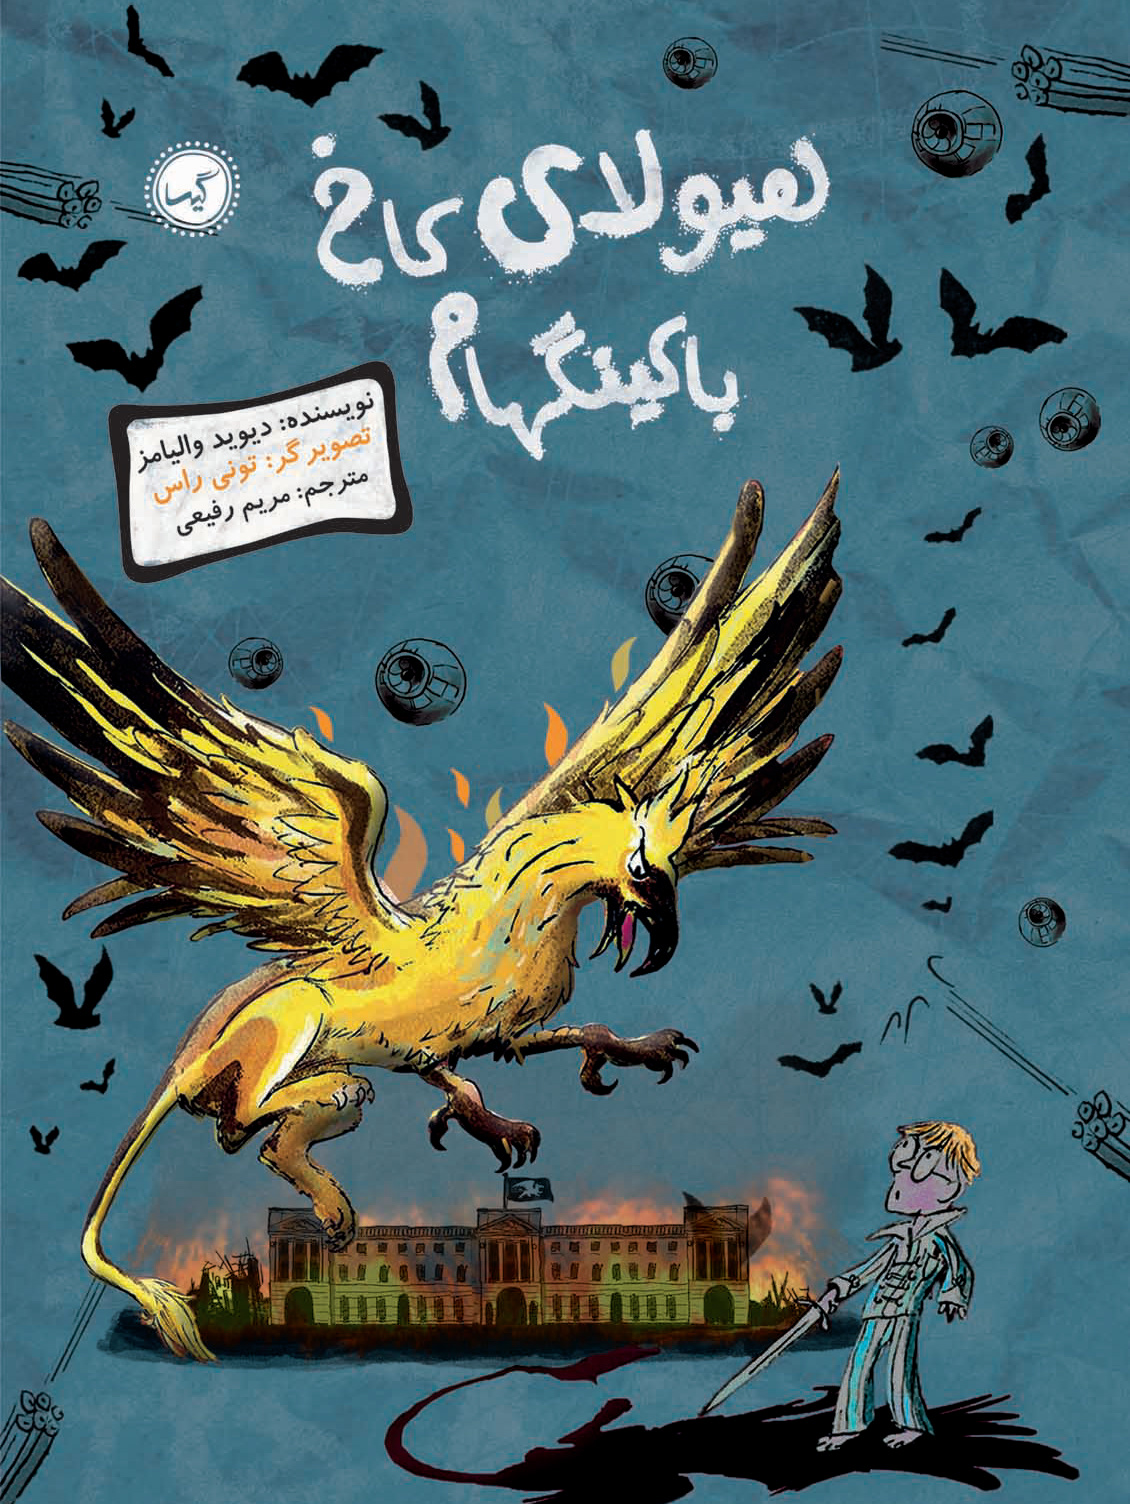 هیولای کاخ
باکینگهام
گیسا
نویسنده: دیوید والیامز
تصویر گر: تونی راس
مترجم: مریم رفیعی